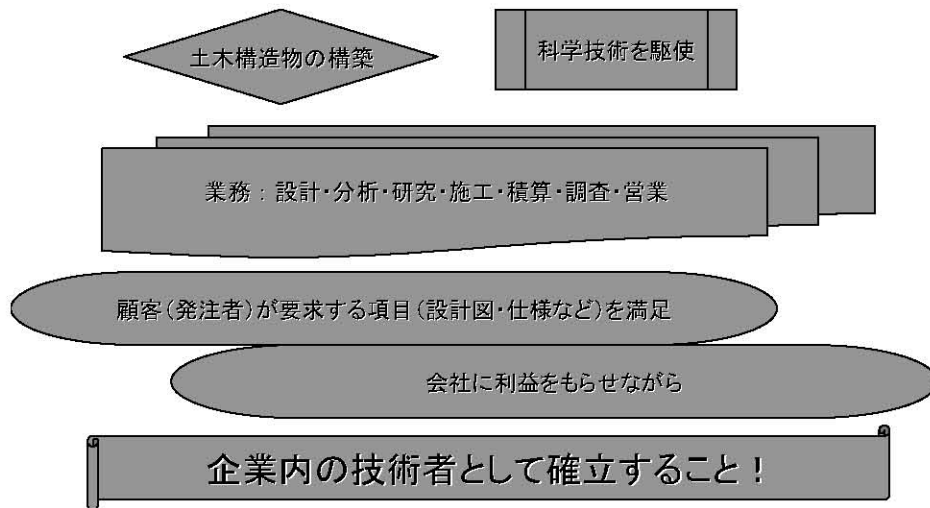 土木構造物の構築
科学技術を駆使
業務：設計・分析・研究・施工・積算・調査・営業
顧客（発注者）が要求する項目（設計図・仕様など）を満足
会社に利益をもらせながら
企業内の技術者として確立すること！